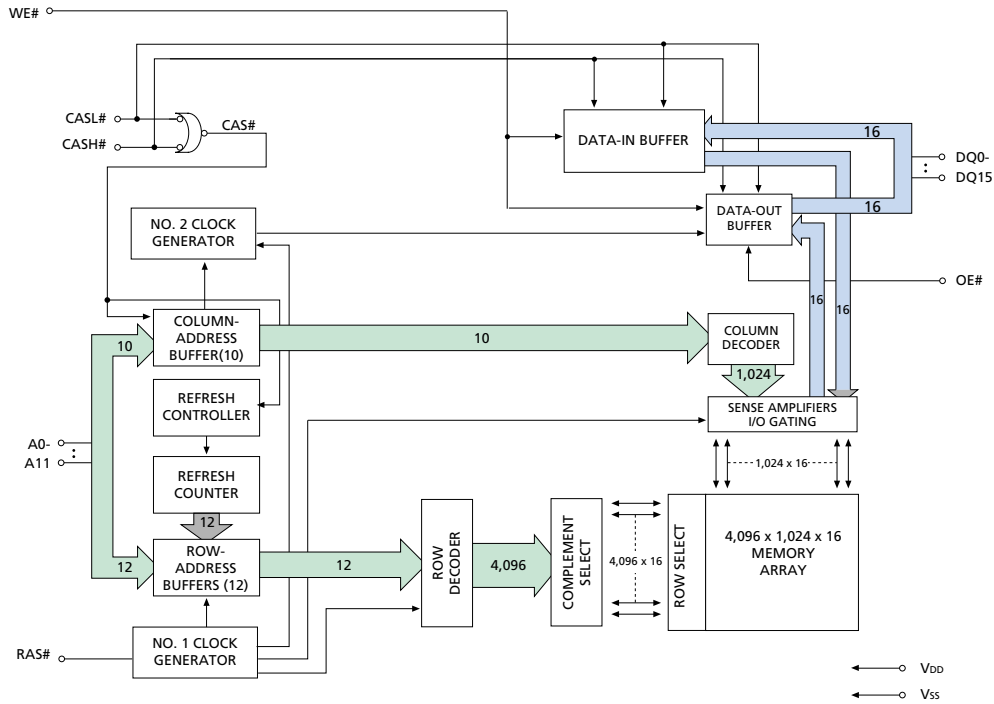 WE#
CASL#
CAS#
CASH#
DATA-IN BUFFER
16
DQ0-
DQ15
16
DATA-OUT
BUFFER
NO. 2 CLOCK
GENERATOR
OE#
16
16
COLUMN-
ADDRESS
BUFFER(10)
10
10
COLUMN
DECODER
1,024
REFRESH
CONTROLLER
SENSE AMPLIFIERS
I/O GATING
A0-
A11
REFRESH
COUNTER
1,024 x 16
12
ROW-
ADDRESS
BUFFERS (12)
12
12
ROW
DECODER
4,096
COMPLEMENT
SELECT
4,096 x 16
ROW SELECT
4,096 x 1,024 x 16
MEMORY
ARRAY
RAS#
NO. 1 CLOCK
GENERATOR
VDD
VSS